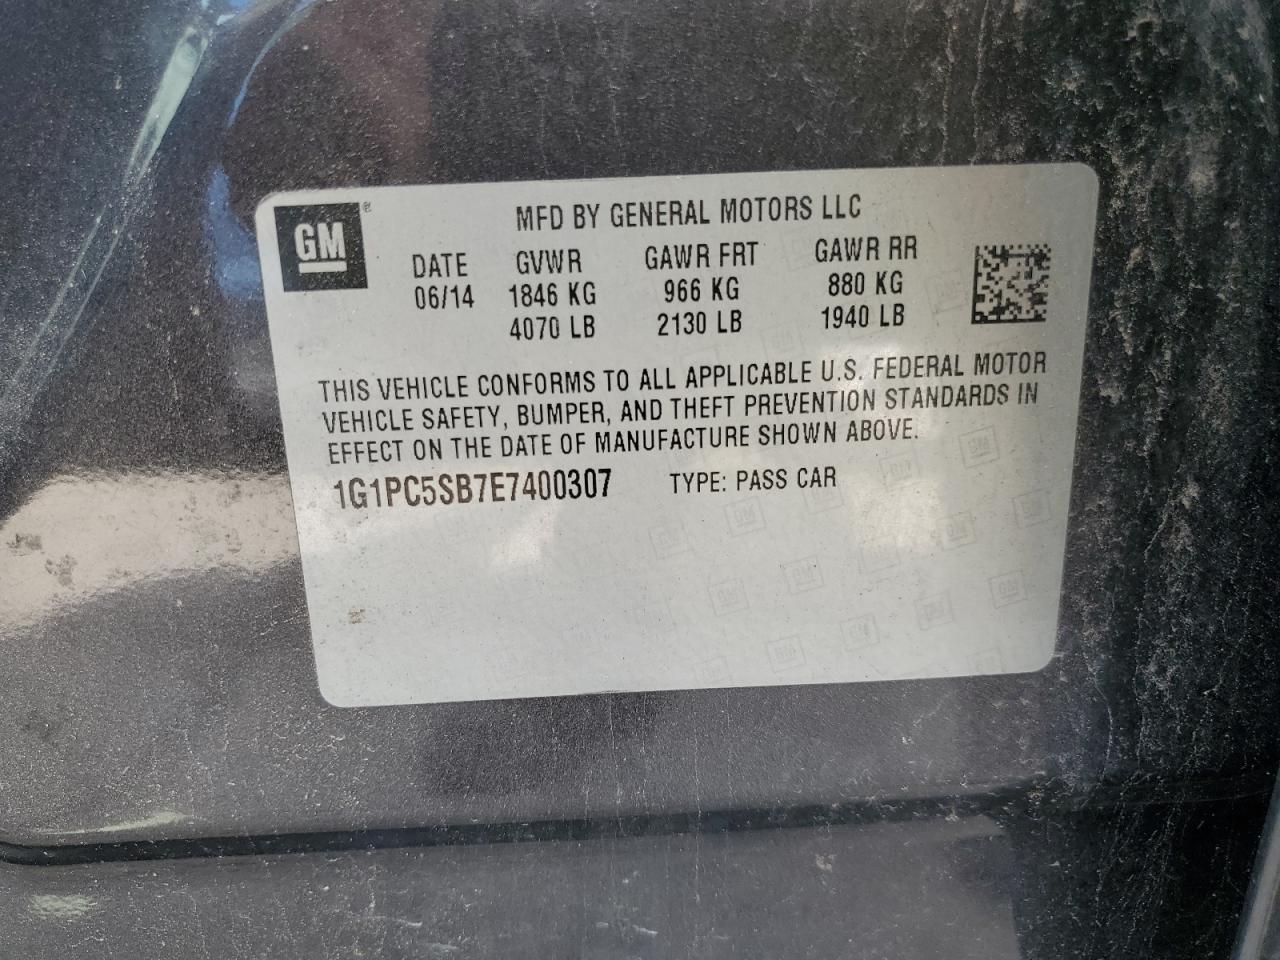 GM ®
MFD BY GENERAL MOTORS LLC
DATE GVWR GAWR FRT GAWR RR
06/14 1846 KG 966 KG 880 KG
4070 LB 2130 LB 1940 LB
THIS VEHICLE CONFORMS TO ALL APPLICABLE U.S. FEDERAL MOTOR
VEHICLE SAFETY, BUMPER, AND THEFT PREVENTION STANDARDS IN
EFFECT ON THE DATE OF MANUFACTURE SHOWN ABOVE.
1G1PC5SB7E7400307 TYPE: PASS CAR